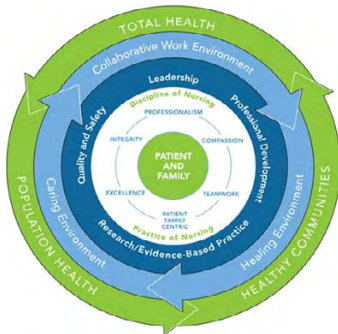 TOTAL HEALTH
Collaborative Work Environment
Leadership
Discipline of Nursing
PROFESSIONALISM
Quality and Safety
Professional Development
INTEGRITY
COMPASSION
PATIENT
AND
FAMILY
EXCELLENCE
TEAMWORK
PATIENT
FAMILY
CENTRIC
Practice of Nursing
Research/Evidence-Based Practice
Caring Environment
Healing Environment
POPULATION HEALTH
HEALTHY COMMUNITIES